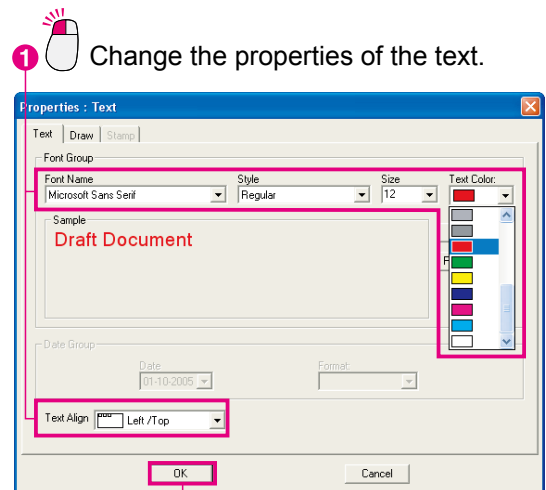 1 Change the properties of the text.
Properties : Text
Text Draw Stamp
Font Group
Font Name Style Size Text Color:
Microsoft Sans Serif Regular 12
Sample
Draft Document
F
Date Group
Date Format:
01-10-2005
Text Align Left /Top
OK Cancel